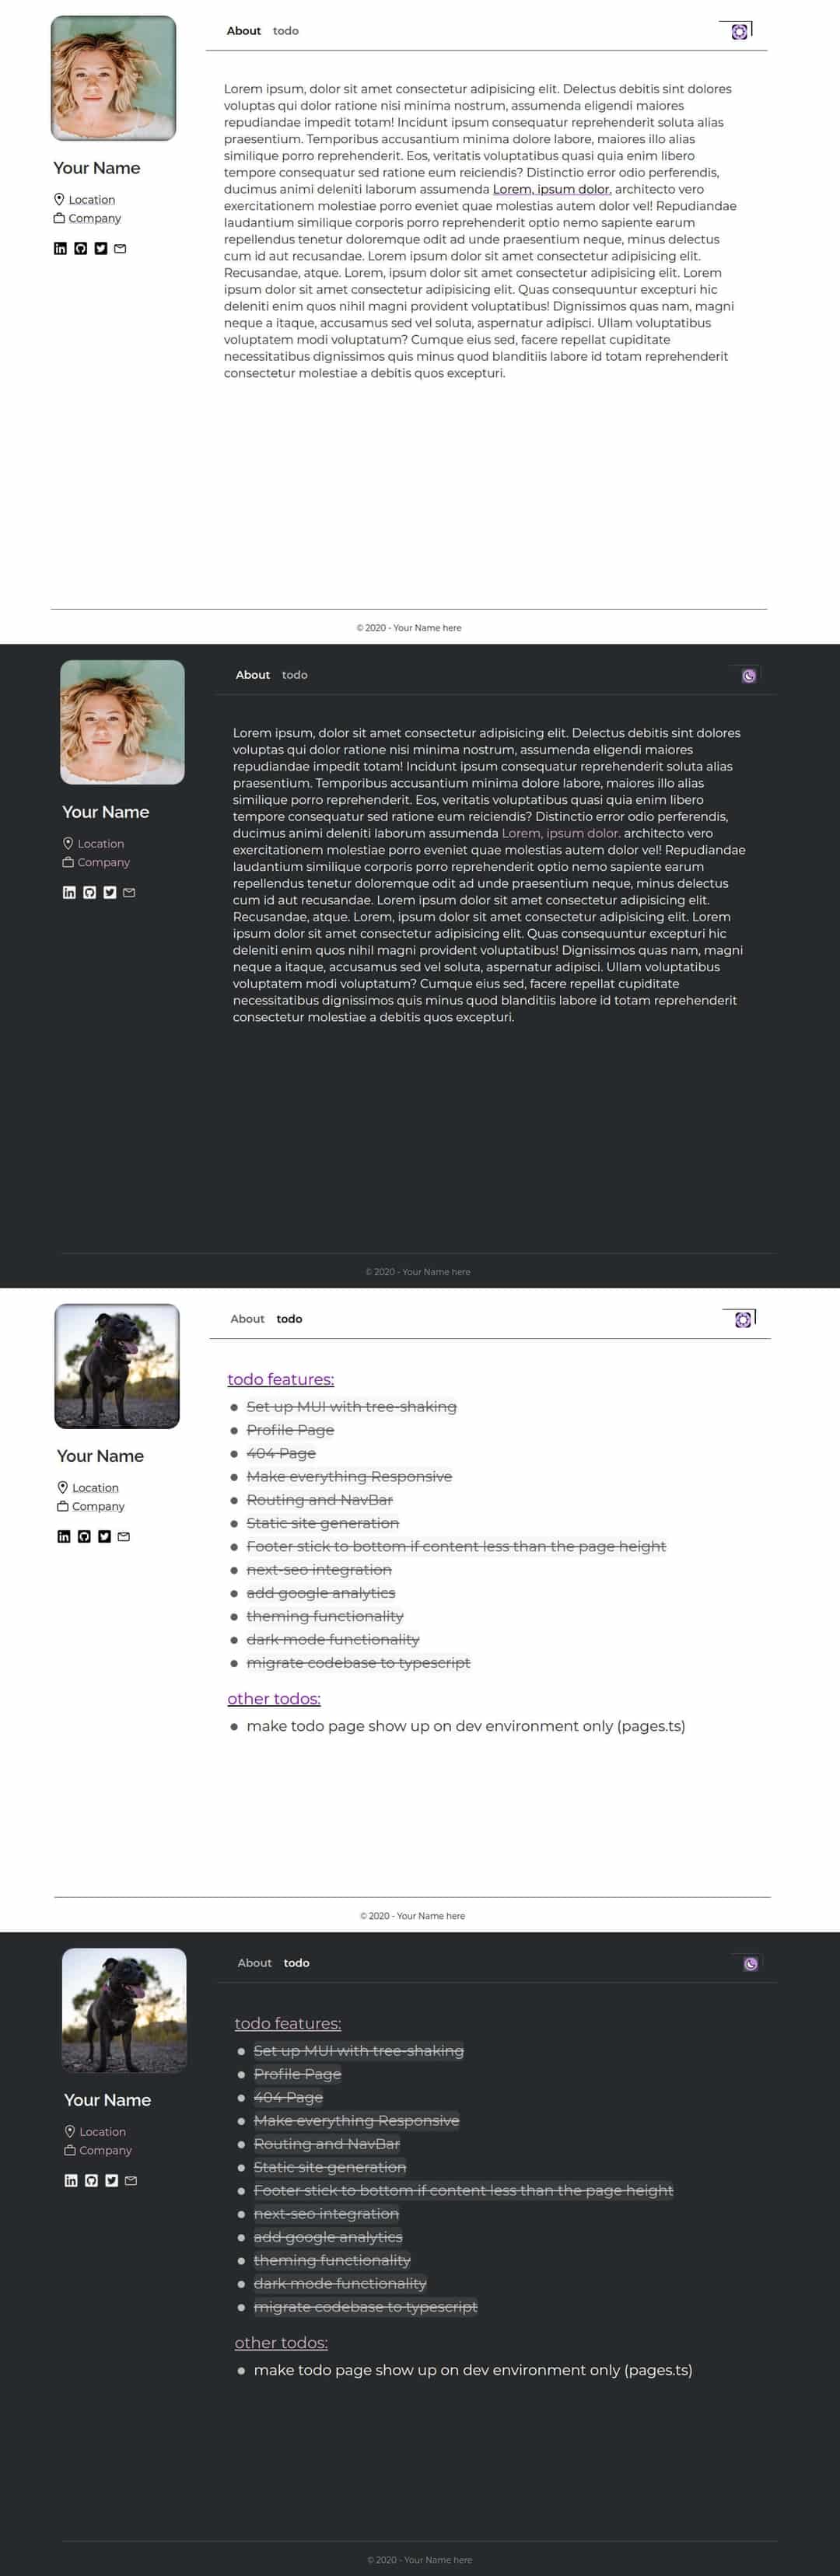 About todo
Your Name
Location
Company
Lorem ipsum, dolor sit amet consectetur adipisicing elit. Delectus debitis sint dolores
voluptas qui dolor ratione nisi minima nostrum, assumenda eligendi maiores
repudiandae impedit totam! Incidunt ipsum consequatur reprehenderit soluta alias
praesentium. Temporibus accusantium minima dolore labore, maiores illo alias
similique porro reprehenderit. Eos, veritatis voluptatibus quasi quia enim libero
tempore consequatur sed ratione eum reiciendis? Distinctio error odio perferendis,
ducimus animi deleniti laborum assumenda Lorem, ipsum dolor. architecto vero
exercitationem molestiae porro eveniet quae molestias autem dolor vel! Repudiandae
laudantium similique corporis porro reprehenderit optio nemo sapiente earum
repellendus tenetur doloremque odit ad unde praesentium neque, minus delectus
cum id aut recusandae. Lorem ipsum dolor sit amet consectetur adipisicing elit.
Recusandae, atque. Lorem, ipsum dolor sit amet consectetur adipisicing elit. Lorem
ipsum dolor sit amet consectetur adipisicing elit. Quas consequuntur excepturi hic
deleniti enim quos nihil magni provident voluptatibus! Dignissimos quas nam, magni
neque a itaque, accusamus sed vel soluta, aspernatur adipisci. Ullam voluptatibus
voluptatem modi voluptatum? Cumque eius sed, facere repellat cupiditate
necessitatibus dignissimos quis minus quod blanditiis labore id totam reprehenderit
consectetur molestiae a debitis quos excepturi.
© 2020 - Your Name here
About todo
Your Name
Location
Company
Lorem ipsum, dolor sit amet consectetur adipisicing elit. Delectus debitis sint dolores
voluptas qui dolor ratione nisi minima nostrum, assumenda eligendi maiores
repudiandae impedit totam! Incidunt ipsum consequatur reprehenderit soluta alias
praesentium. Temporibus accusantium minima dolore labore, maiores illo alias
similique porro reprehenderit. Eos, veritatis voluptatibus quasi quia enim libero
tempore consequatur sed ratione eum reiciendis? Distinctio error odio perferendis,
ducimus animi deleniti laborum assumenda Lorem, ipsum dolor. architecto vero
exercitationem molestiae porro eveniet quae molestias autem dolor vel! Repudiandae
laudantium similique corporis porro reprehenderit optio nemo sapiente earum
repellendus tenetur doloremque odit ad unde praesentium neque, minus delectus
cum id aut recusandae. Lorem ipsum dolor sit amet consectetur adipisicing elit.
Recusandae, atque. Lorem, ipsum dolor sit amet consectetur adipisicing elit. Lorem
ipsum dolor sit amet consectetur adipisicing elit. Quas consequuntur excepturi hic
deleniti enim quos nihil magni provident voluptatibus! Dignissimos quas nam, magni
neque a itaque, accusamus sed vel soluta, aspernatur adipisci. Ullam voluptatibus
voluptatem modi voluptatum? Cumque eius sed, facere repellat cupiditate
necessitatibus dignissimos quis minus quod blanditiis labore id totam reprehenderit
consectetur molestiae a debitis quos excepturi.
© 2020 - Your Name here
About todo
Your Name
Location
Company
todo features:
Set up MUI with tree-shaking
Profile Page
404 Page
Make everything Responsive
Routing and NavBar
Static site generation
Footer stick to bottom if content less than the page height
next-seo integration
add google analytics
theming functionality
dark mode functionality
migrate codebase to typescript
other todos:
make todo page show up on dev environment only (pages.ts)
© 2020 - Your Name here
About todo
Your Name
Location
Company
todo features:
Set up MUI with tree-shaking
Profile Page
404 Page
Make everything Responsive
Routing and NavBar
Static site generation
Footer stick to bottom if content less than the page height
next-seo integration
add google analytics
theming functionality
dark mode functionality
migrate codebase to typescript
other todos:
make todo page show up on dev environment only (pages.ts)
© 2020 - Your Name here